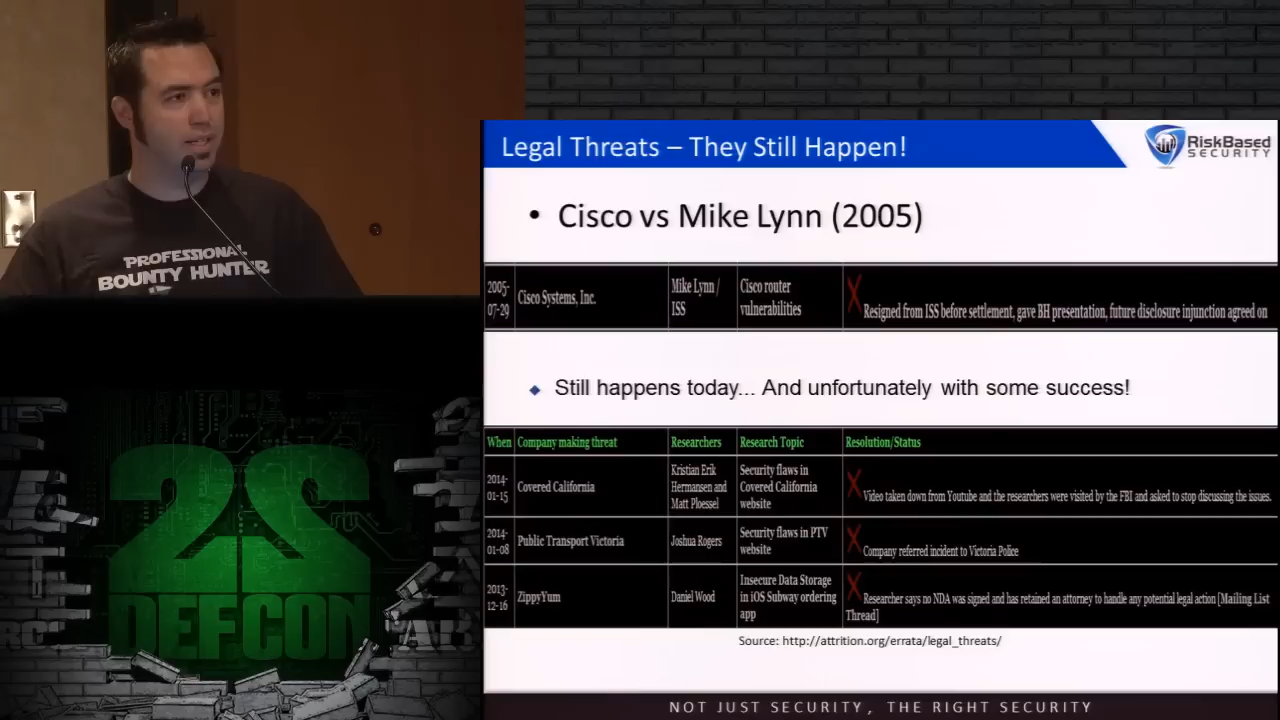 PROFESSIONAL
BOUNTY HUNTER
22
DEFCON
Legal Threats – They Still Happen!
RiskBased
SECURITY
• Cisco vs Mike Lynn (2005)
2005-
07-29
Cisco Systems, Inc.
Mike Lynn /
ISS
Cisco router
vulnerabilities
Resigned from ISS before settlement, gave BH presentation, future disclosure injunction agreed on
Still happens today... And unfortunately with some success!
When Company making threat Researchers Research Topic Resolution/Status
2014-
01-15
Covered California
Kristian Erik
Hermansen and
Matt Ploessel
Security flaws in
Covered California
website
Video taken down from Youtube and the researchers were visited by the FBI and asked to stop discussing the issues.
2014-
01-08
Public Transport Victoria
Joshua Rogers
Security flaws in PTV
website
Company referred incident to Victoria Police
2013-
12-16
ZippyYum
Daniel Wood
Insecure Data Storage
in iOS Subway ordering
app
Researcher says no NDA was signed and has retained an attorney to handle any potential legal action [Mailing List
Thread]
Source: http://attrition.org/errata/legal_threats/
NOT JUST SECURITY, THE RIGHT SECURITY